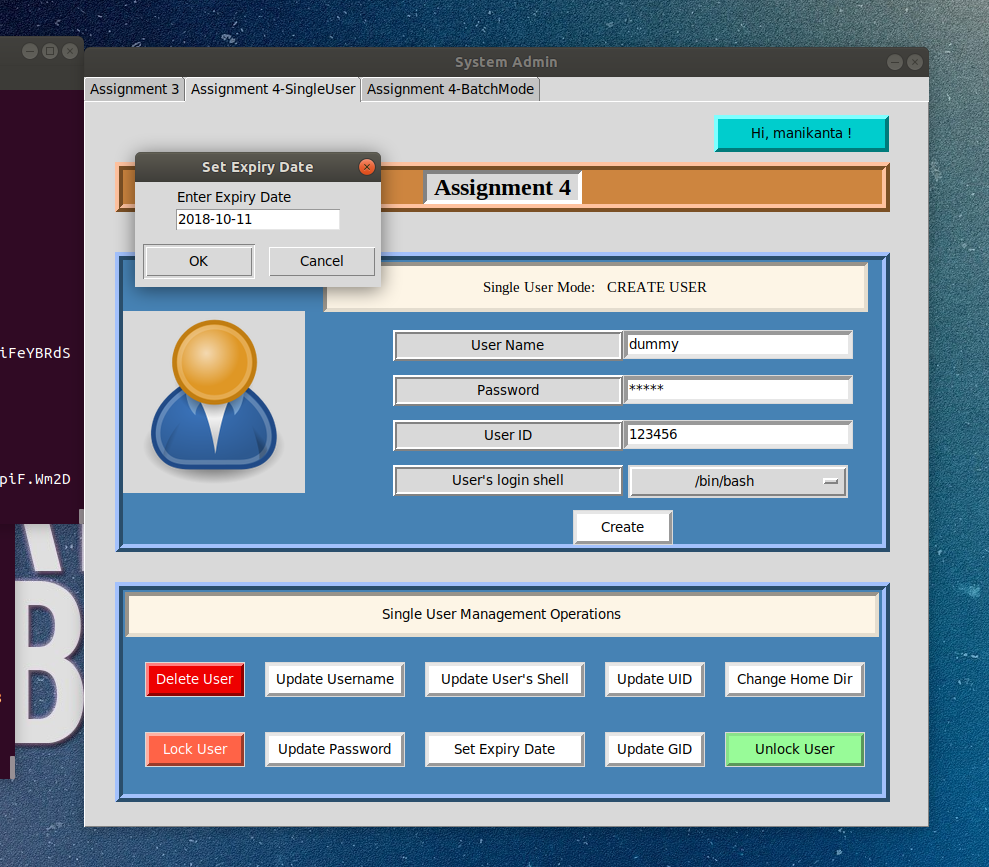 System Admin
Assignment 3
Assignment 4-SingleUser
Assignment 4-BatchMode
Hi, manikanta !
Set Expiry Date
Enter Expiry Date
2018-10-11
OK
Cancel
Assignment 4
Single User Mode: CREATE USER
User Name
dummy
Password
*****
User ID
123456
User's login shell
/bin/bash
Create
iFeYBRdS
piF.Wm2D
B
Single User Management Operations
Delete User
Update Username
Update User's Shell
Update UID
Change Home Dir
Lock User
Update Password
Set Expiry Date
Update GID
Unlock User